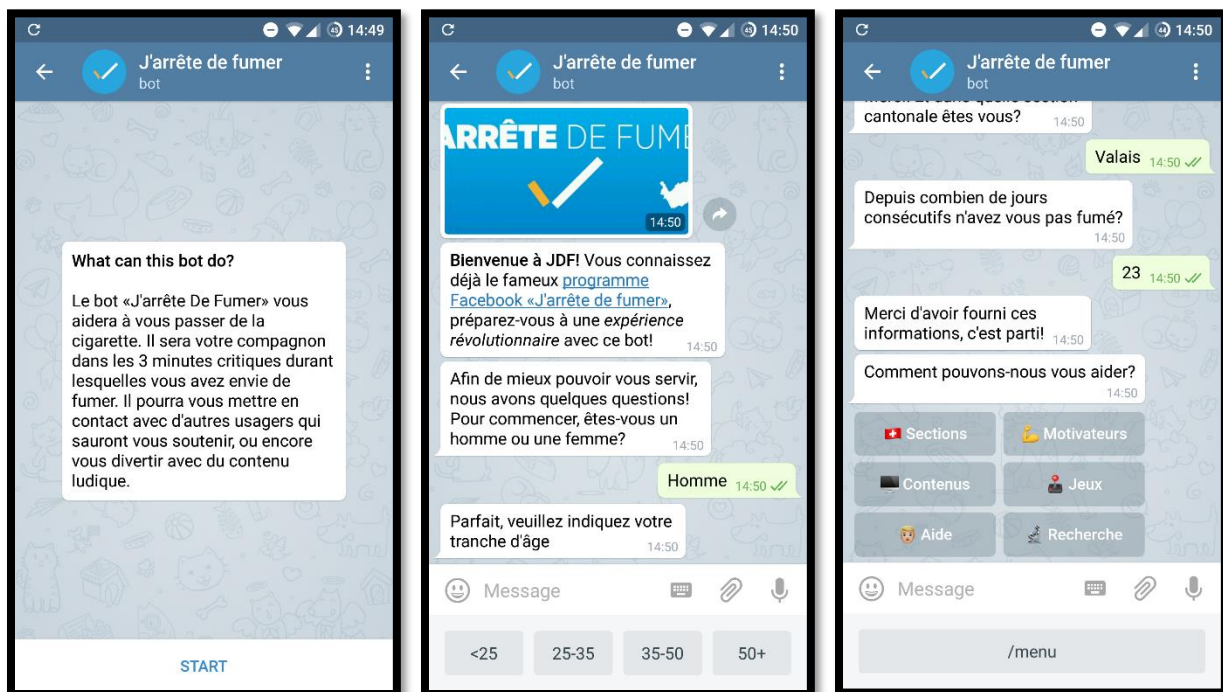 45 14:49
J'arrête de fumer
bot
What can this bot do?
Le bot «J'arrête De Fumer» vous
aidera à vous passer de la
cigarette. Il sera votre compagnon
dans les 3 minutes critiques durant
lesquelles vous avez envie de
fumer. Il pourra vous mettre en
contact avec d'autres usagers qui
sauront vous soutenir, ou encore
vous divertir avec du contenu
ludique.
START
45 14:50
J'arrête de fumer
bot
ARRÊTE DE FUME
14:50
Bienvenue à JDF! Vous connaissez
déjà le fameux programme
Facebook «J'arrête de fumer»,
préparez-vous à une expérience
révolutionnaire avec ce bot! 14:50
Afin de mieux pouvoir vous servir,
nous avons quelques questions!
Pour commencer, êtes-vous un
homme ou une femme? 14:50
Homme 14:50
Parfait, veuillez indiquez votre
tranche d'âge 14:50
Message
<25 25-35 35-50 50+
44 14:50
J'arrête de fumer
bot
cantonale êtes vous? 14:50
Valais 14:50
Depuis combien de jours
consécutifs n'avez vous pas fumé?
14:50
23 14:50
Merci d'avoir fourni ces
informations, c'est parti! 14:50
Comment pouvons-nous vous aider?
14:50
Sections Motivateurs
Contenus Jeux
Aide Recherche
Message
/menu